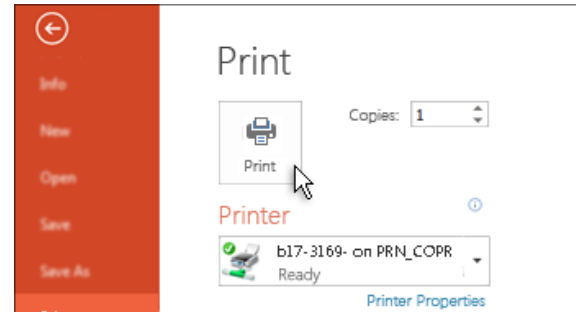 Print
Info
New
Open
Save
Save As
Copies: 1
Print
Printer
b17-3169- on PRN_COPR
Ready
Printer Properties